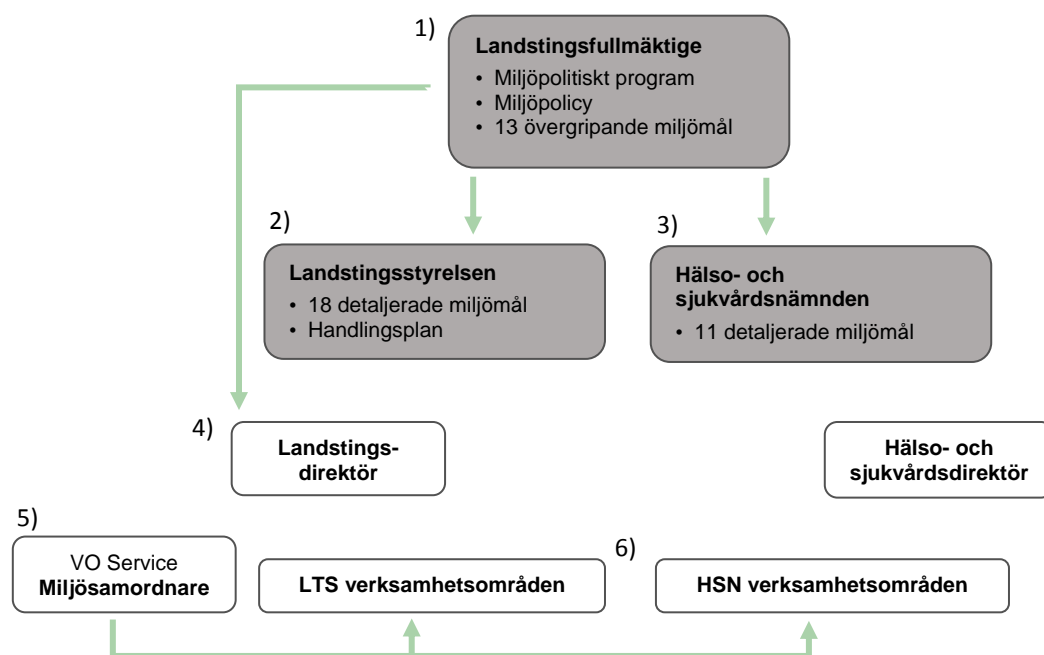 1)
Landstingsfullmäktige
• Miljöpolitiskt program
• Miljöpolicy
• 13 övergripande miljömål
2)
Landstingsstyrelsen
• 18 detaljerade miljömål
• Handlingsplan
3)
Hälso- och
sjukvårdsnämnden
• 11 detaljerade miljömål
4)
Landstings-
direktör
Hälso- och
sjukvårdsdirektör
5)
VO Service
Miljösamordnare
LTS verksamhetsområden
6)
HSN verksamhetsområden